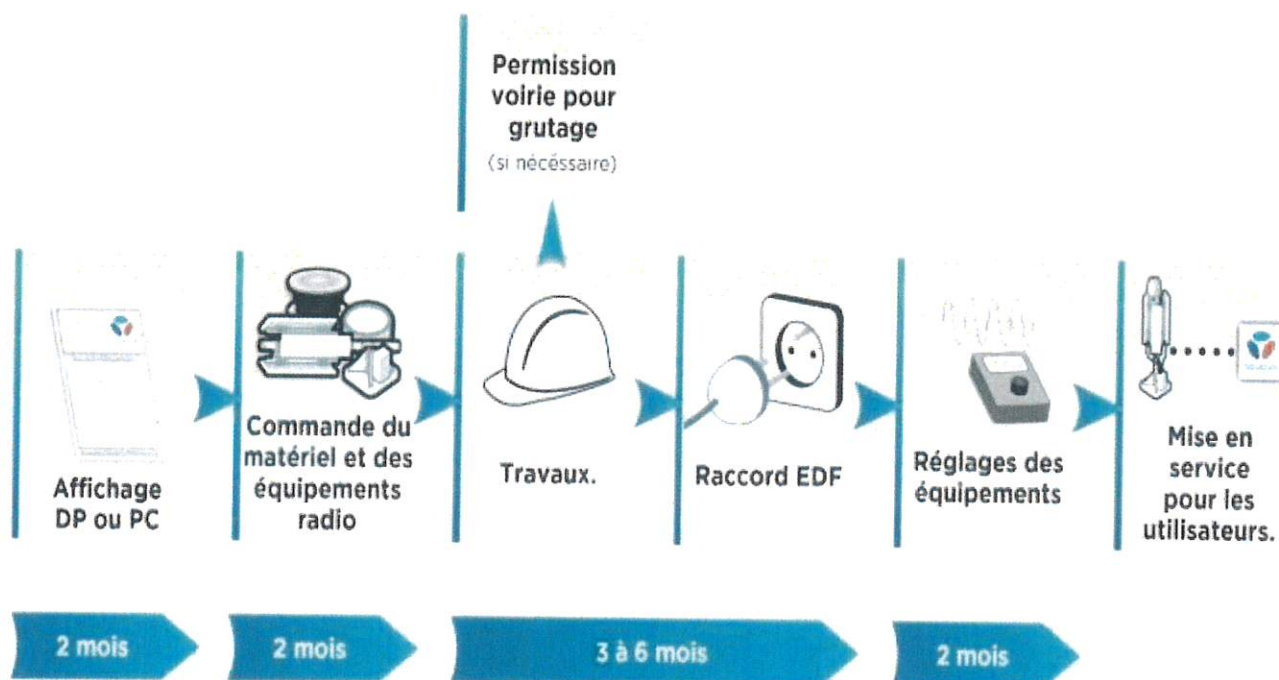 Permission
voirie pour
grutage
(si nécéssaire)
Affichage
DP ou PC
Commande du
matériel et des
équipements
radio
Travaux.
Raccord EDF
Réglages des
équipements
Mise en
service
pour les
utilisateurs.
2 mois
2 mois
3 à 6 mois
2 mois